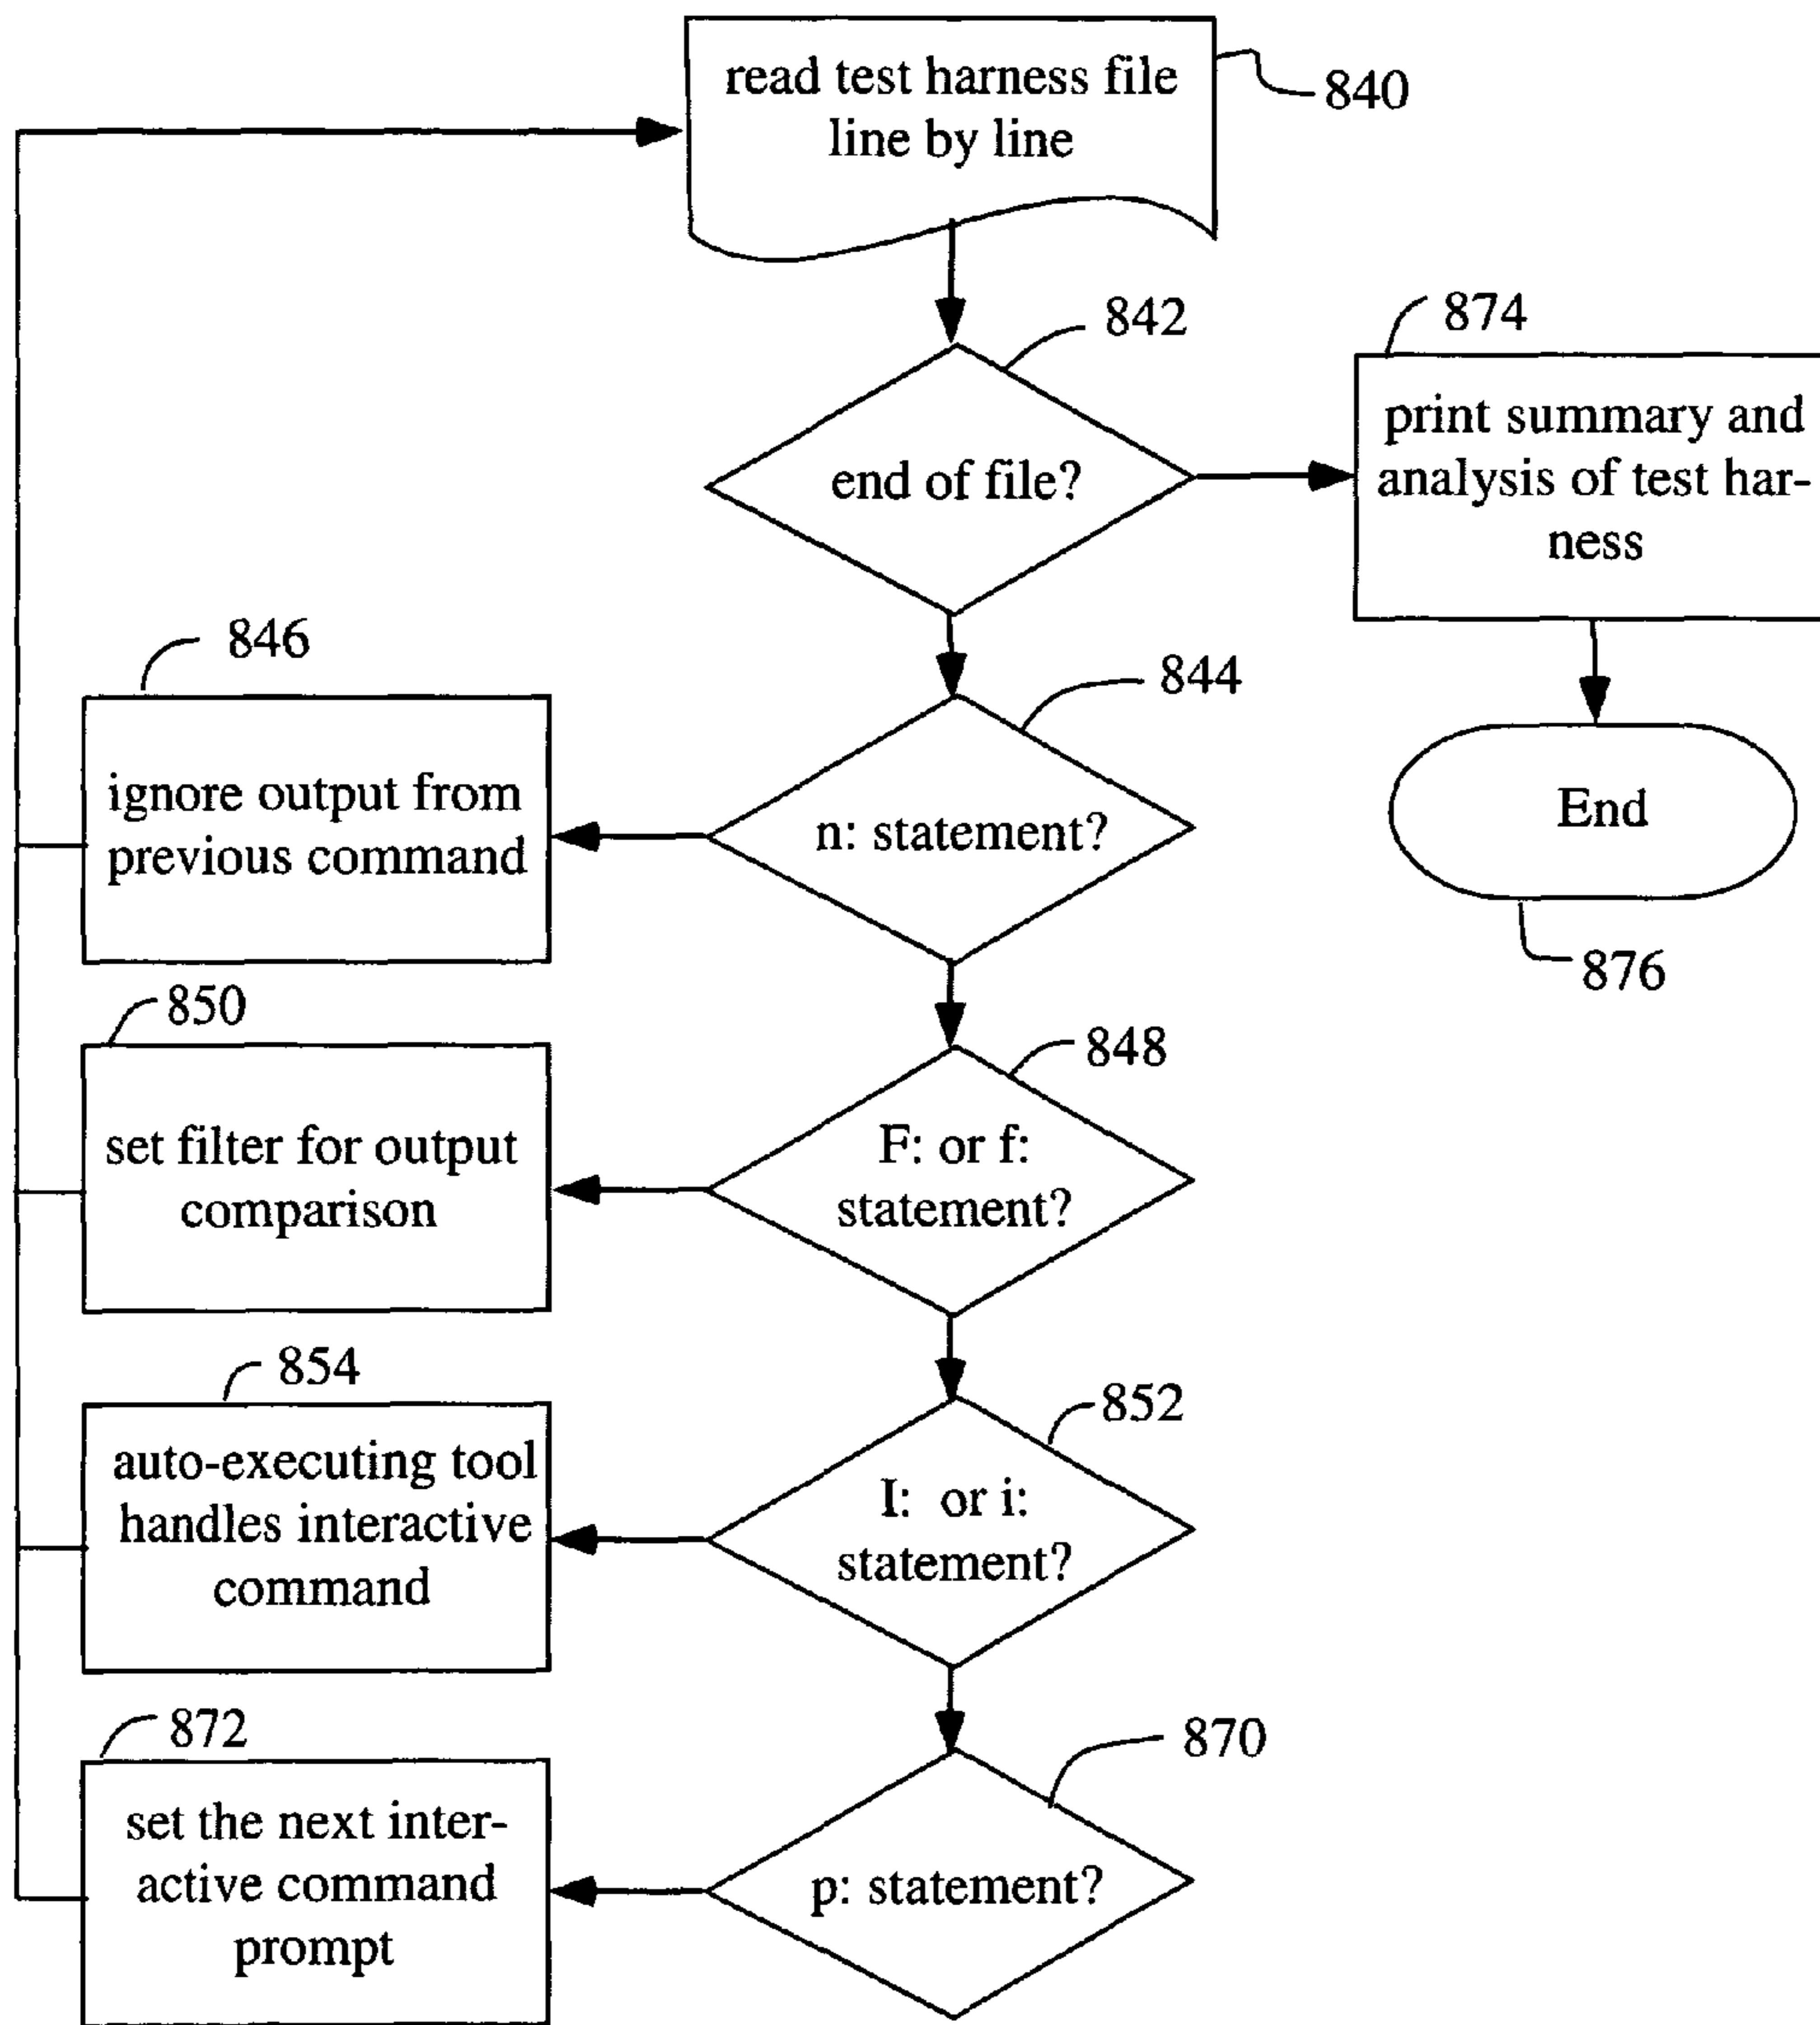 read test harness file
line by line
840
842
end of file?
874
print summary and
analysis of test har-
ness
846
ignore output from
previous command
844
n: statement?
End
876
850
set filter for output
comparison
848
F: or f:
statement?
854
auto-executing tool
handles interactive
command
852
I: or i:
statement?
872
set the next inter-
active command
prompt
870
p: statement?